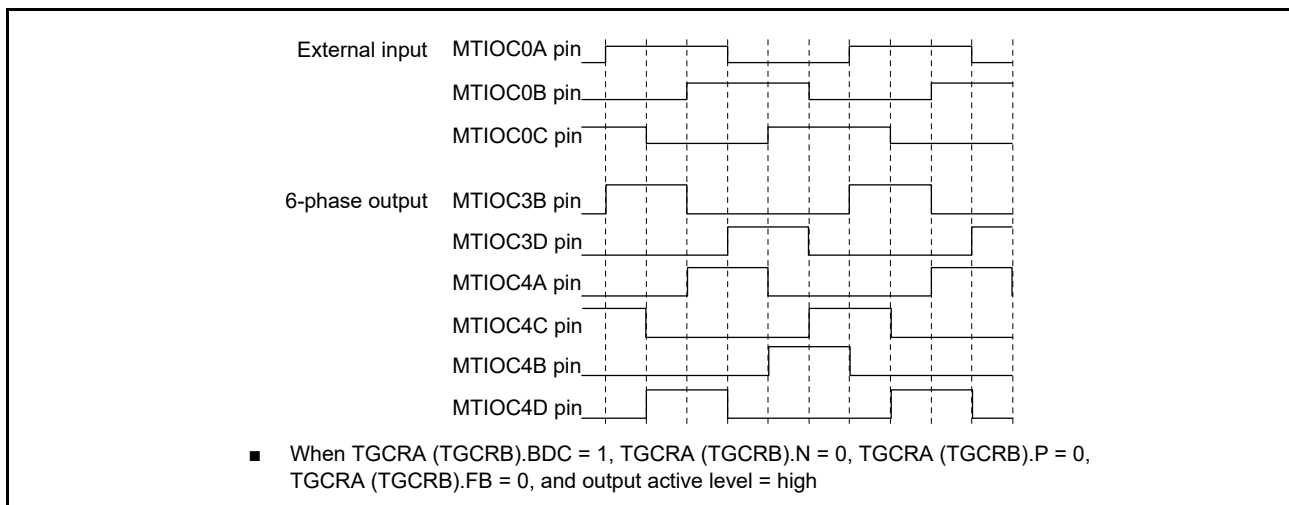 External input MTIOC0A pin
MTIOC0B pin
MTIOC0C pin
6-phase output MTIOC3B pin
MTIOC3D pin
MTIOC4A pin
MTIOC4C pin
MTIOC4B pin
MTIOC4D pin
■ When TGCRA (TGCRB).BDC = 1, TGCRA (TGCRB).N = 0, TGCRA (TGCRB).P = 0,
TGCRA (TGCRB).FB = 0, and output active level = high